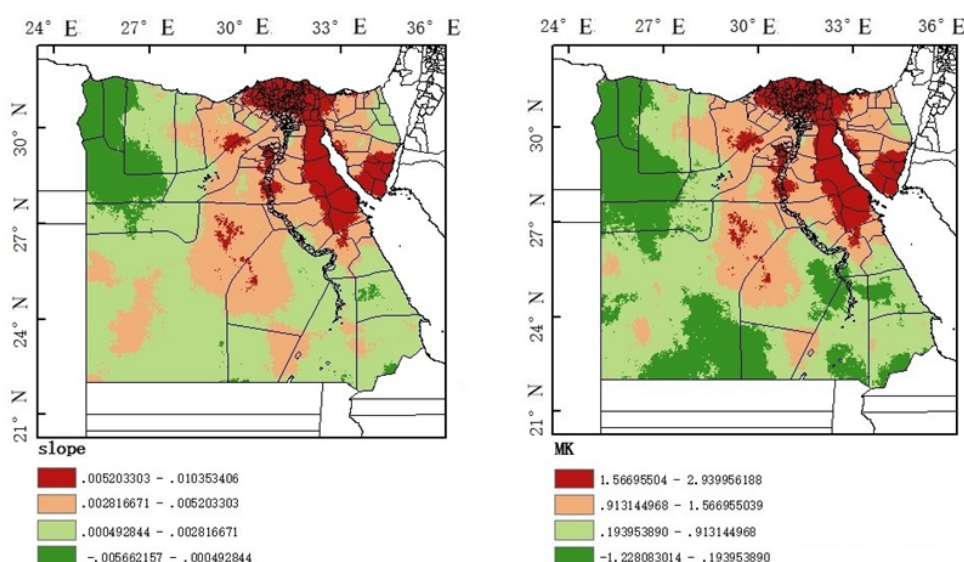 24° E 27° E 30° E 33° E 36° E
24° E 27° E 30° E 33° E 36° E
30° N
27° N
24° N
21° N
30° N
27° N
24° N
21° N
slope
.005203303 - .010353406
.002816671 - .005203303
.000492844 - .002816671
-.005662157 - .000492844
MK
1.56695504 - 2.939956188
.913144968 - 1.566955039
.193953890 - .913144968
-1.228083014 - .193953890